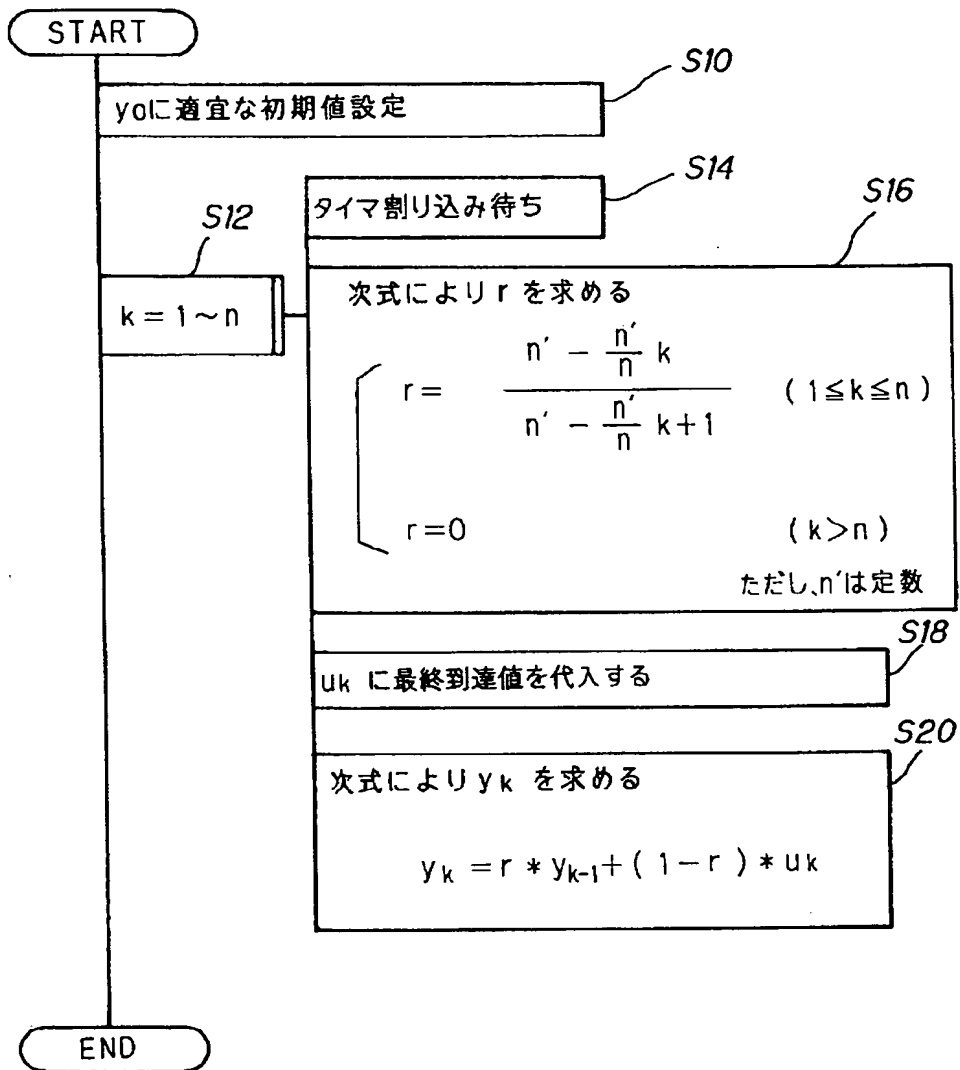 START
S10
y0に適宜な初期値設定
S14
タイマ割り込み待ち
S12
k=1~n
S16
次式によりrを求める
r= (n′ - n′/n k) / (n′ - n′/n k+1) (1≦k≦n)
r=0 (k>n)
ただし、n′は定数
S18
uk に最終到達値を代入する
S20
次式によりyk を求める
yk =r*yk-1+(1-r)*uk
END